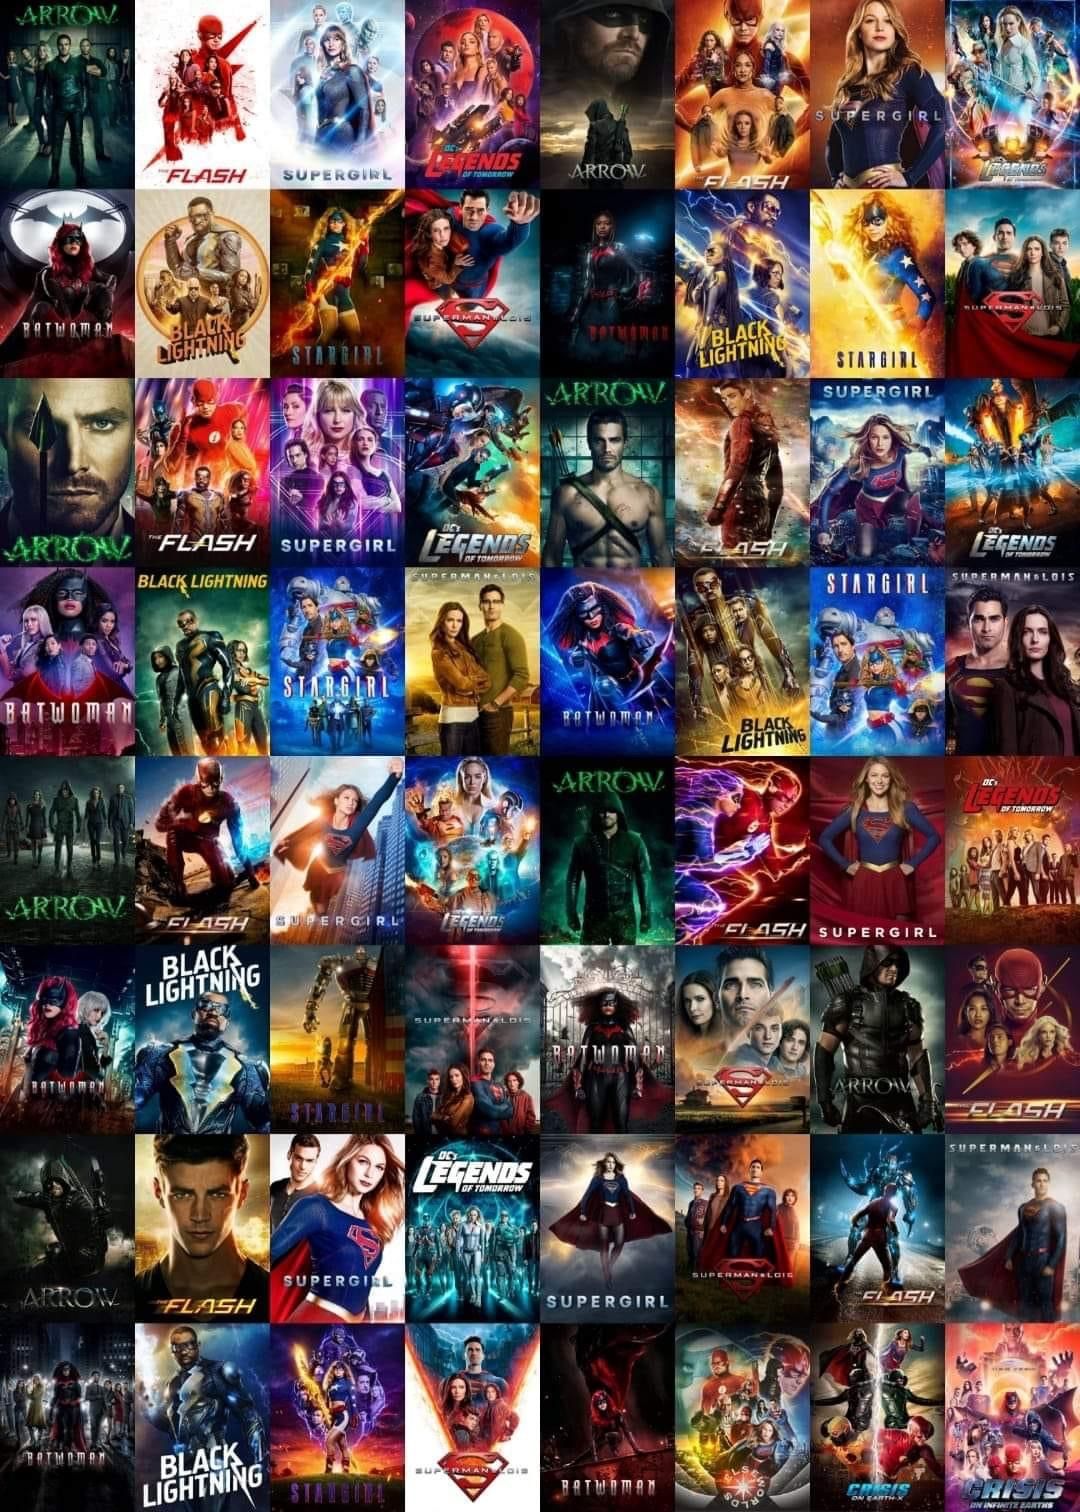 ARROW
THE FLASH
SUPERGIRL
DC's
LEGENDS
OF TOMORROW
ARROW
FLASH
SUPERGIRL
LEGENDS
BATWOMAN
BLACK
LIGHTNING
STARGIRL
SUPERMAN & LOIS
BATWOMAN
BLACK
LIGHTNING
STARGIRL
SUPERMAN & LOIS
ARROW
THE FLASH
SUPERGIRL
DC's
LEGENDS
OF TOMORROW
ARROW
FLASH
SUPERGIRL
DC's
LEGENDS
OF TOMORROW
BATWOMAN
BLACK LIGHTNING
STARGIRL
SUPERMAN & LOIS
BATWOMAN
BLACK
LIGHTNING
STARGIRL
SUPERMAN & LOIS
ARROW
FLASH
SUPERGIRL
LEGENDS
ARROW
THE FLASH
SUPERGIRL
DC's
LEGENDS
OF TOMORROW
BATWOMAN
BLACK
LIGHTNING
STARGIRL
SUPERMAN & LOIS
BATWOMAN
SUPERMAN & LOIS
ARROW
FLASH
ARROW
FLASH
SUPERGIRL
DC's
LEGENDS
OF TOMORROW
SUPERGIRL
SUPERMAN & LOIS
FLASH
SUPERMAN & LOIS
BATWOMAN
BLACK
LIGHTNING
STARGIRL
SUPERMAN & LOIS
BATWOMAN
CRISIS
ON EARTH-X
CRISIS
ON INFINITE EARTHS